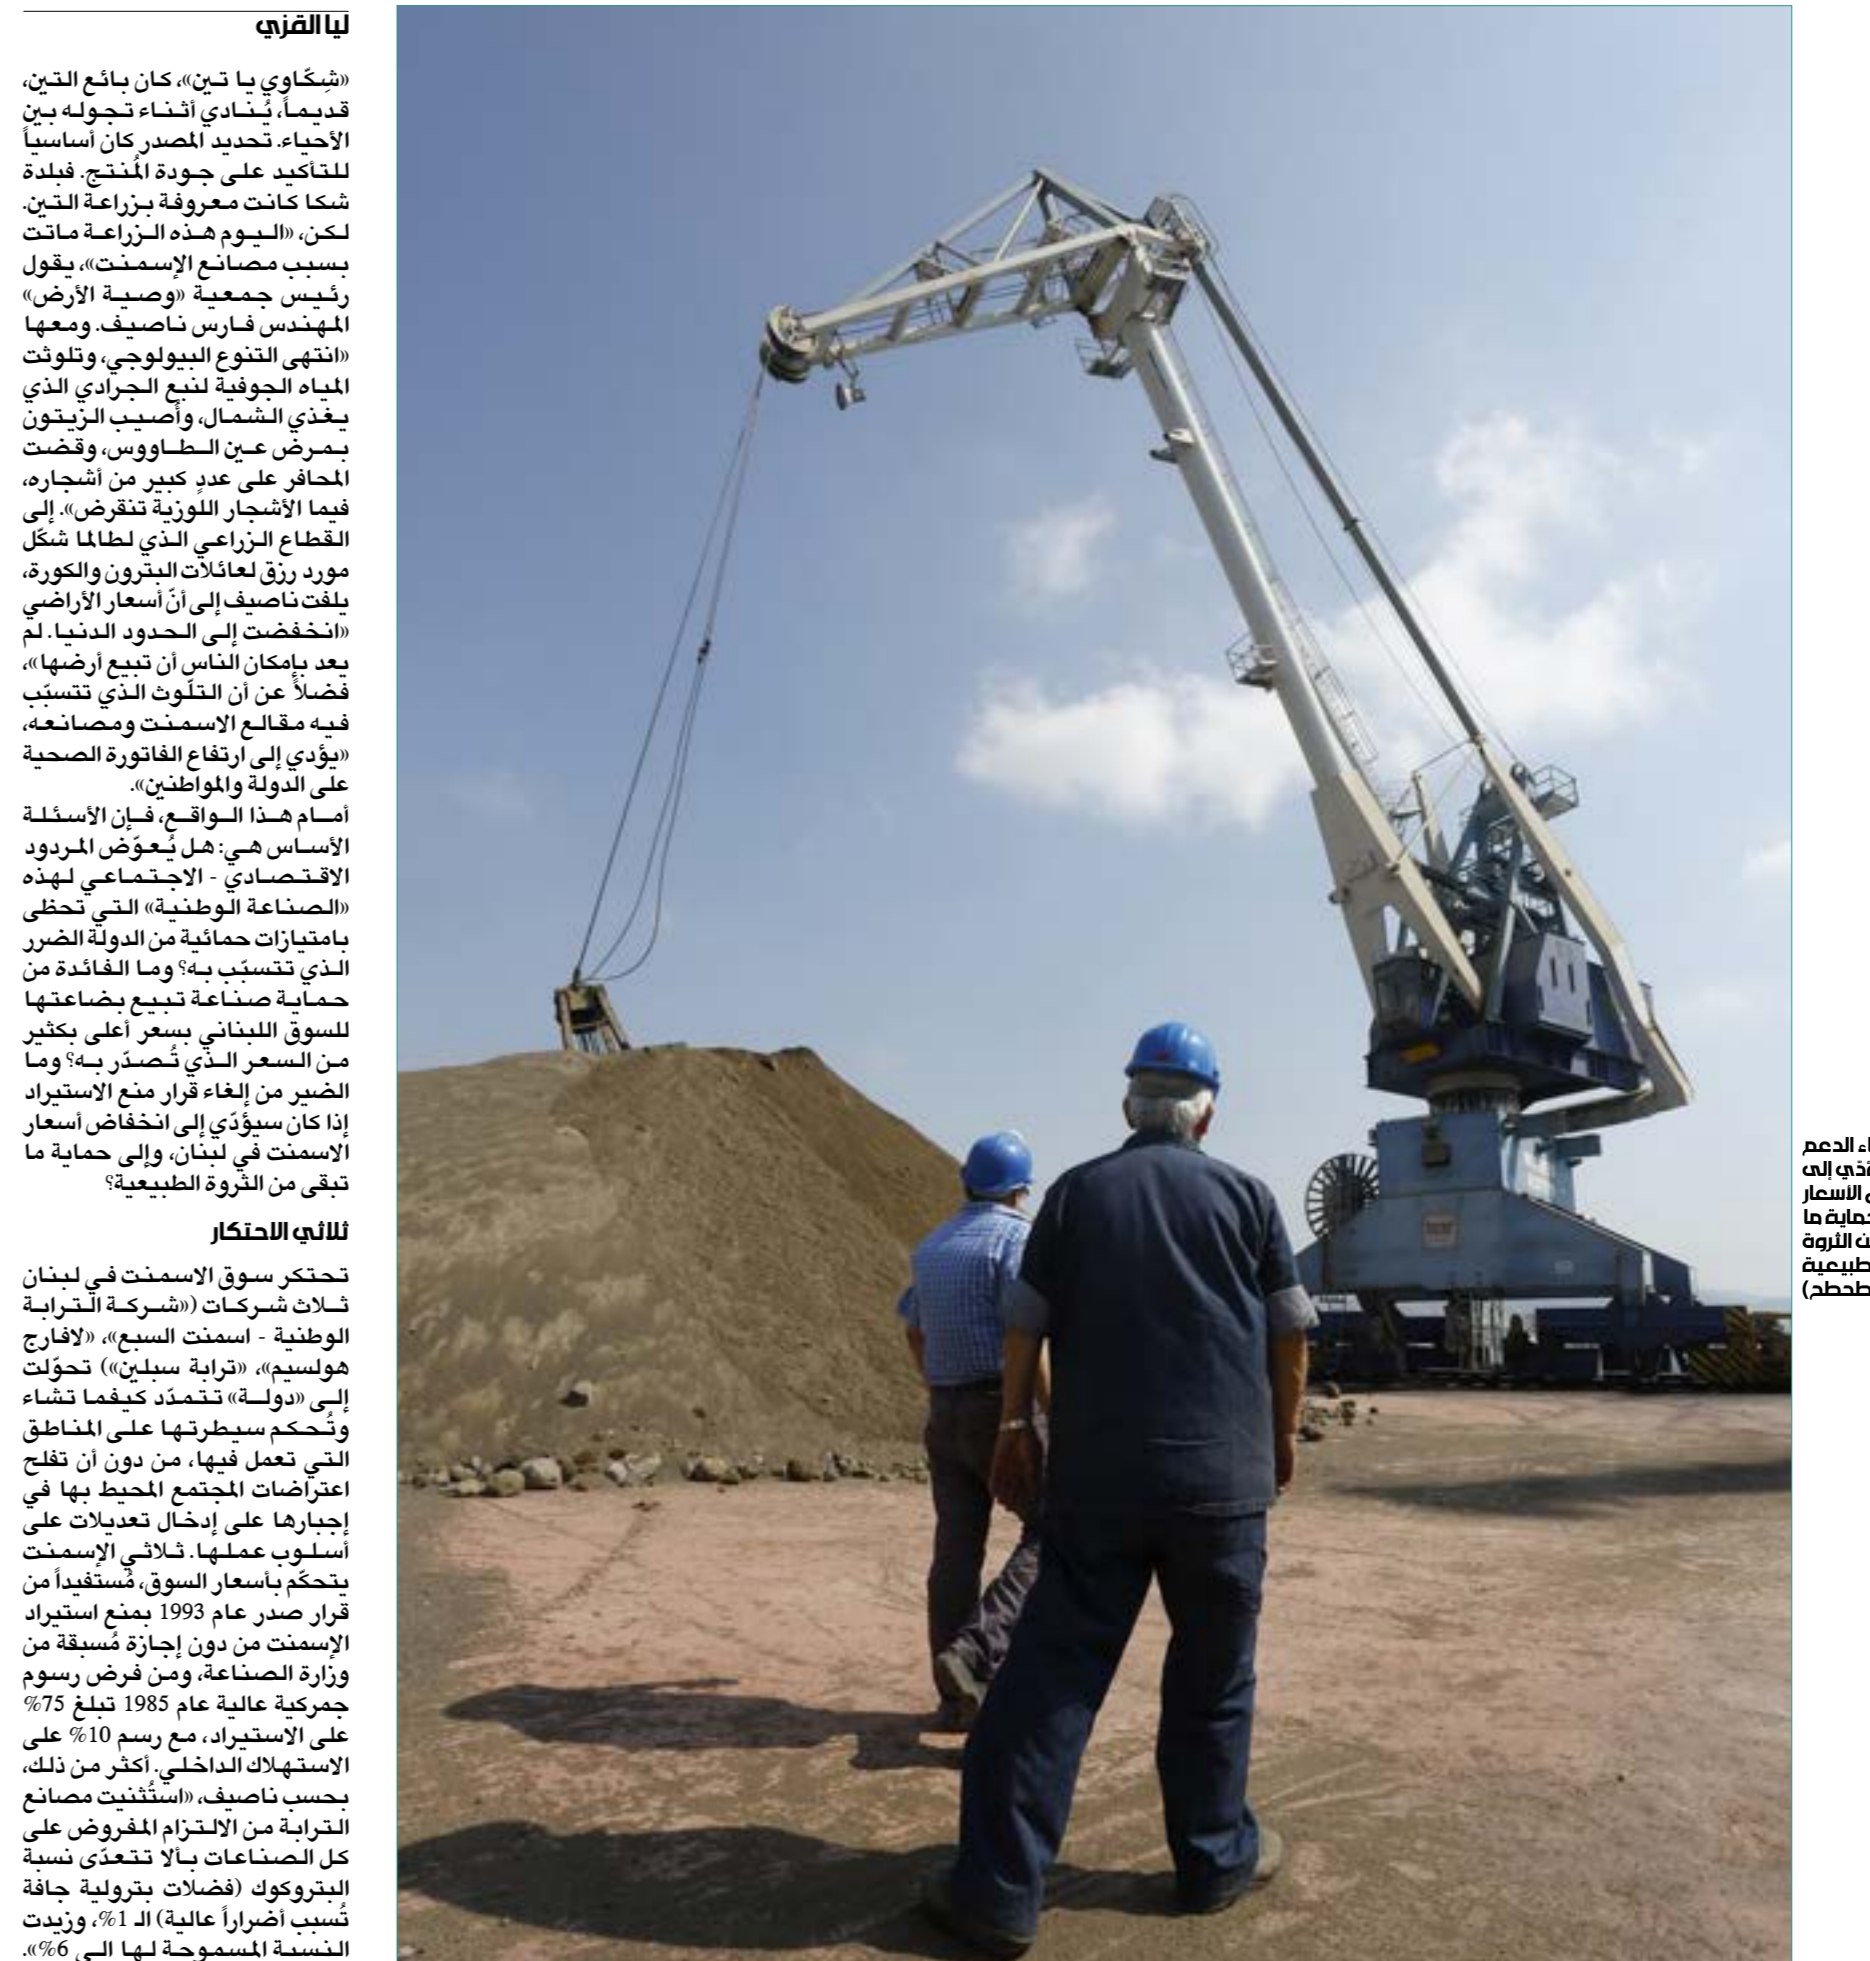 ليا القزي
«شِكّاوي يا تين»، كان بائع التين،
قديماً، يُنادي أثناء تجوله بين
الأحياء. تحديد المصدر كان أساسياً
للتأكيد على جودة المُنتج. فبلدة
شكا كانت معروفة بزراعة التين.
لكن، «اليوم هذه الزراعة ماتت
بسبب مصانع الإسمنت»، يقول
رئيس جمعية «وصية الأرض»
المهندس فارس ناصيف. ومعها
«انتهى التنوع البيولوجي، وتلوثت
المياه الجوفية لنبع الجرادي الذي
يغذي الشمال، وأُصيب الزيتون
بمرض عين الطاووس، وقضت
المحافر على عددٍ كبير من أشجاره،
فيما الأشجار اللوزية تنقرض». إلى
القطاع الزراعي الذي لطالما شكّل
مورد رزق لعائلات البترون والكورة،
يلفت ناصيف إلى أنّ أسعار الأراضي
«انخفضت إلى الحدود الدنيا. لم
يعد بإمكان الناس أن تبيع أرضها»،
فضلاً عن أن التلّوث الذي تتسبّب
فيه مقالع الاسمنت ومصانعه،
«يؤدي إلى ارتفاع الفاتورة الصحية
على الدولة والمواطنين».
أمام هذا الواقع، فإن الأسئلة
الأساس هي: هل يُعوّض المردود
الاقتصادي - الاجتماعي لهذه
«الصناعة الوطنية» التي تحظى
بامتيازات حمائية من الدولة الضرر
الذي تتسبّب به؟ وما الفائدة من
حماية صناعة تبيع بضاعتها
للسوق اللبناني بسعر أعلى بكثير
من السعر الذي تُصدّر به؟ وما
الضير من إلغاء قرار منع الاستيراد
إذا كان سيؤدّي إلى انخفاض أسعار
الاسمنت في لبنان، وإلى حماية ما
تبقى من الثروة الطبيعية؟
ثلاثي الاحتكار
تحتكر سوق الاسمنت في لبنان
ثلاث شركات («شركة الترابة
الوطنية - اسمنت السبع»، «لافارج
هولسيم»، «ترابة سبلين») تحوّلت
إلى «دولة» تتمدّد كيفما تشاء
وتُحكم سيطرتها على المناطق
التي تعمل فيها، من دون أن تفلح
اعتراضات المجتمع المحيط بها في
إجبارها على إدخال تعديلات على
أسلوب عملها. ثلاثي الإسمنت
يتحكّم بأسعار السوق، مُستفيداً من
قرار صدر عام 1993 بمنع استيراد
الإسمنت من دون إجازة مُسبقة من
وزارة الصناعة، ومن فرض رسوم
جمركية عالية عام 1985 تبلغ 75%
على الاستيراد، مع رسم 10% على
الاستهلاك الداخلي. أكثر من ذلك،
بحسب ناصيف، «استُثنيت مصانع
الترابة من الالتزام المفروض على
كل الصناعات بألا تتعدّى نسبة
البتروكوك (فضلات بترولية جافة
تُسبب أضراراً عالية) الـ 1%، وزيدت
النسبة المسموحة لها الى 6%».
الدعم
إلى
الأسعار
ما
الثروة